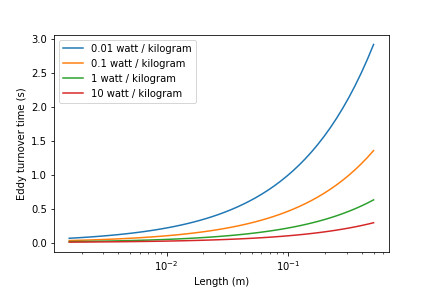 3.0
2.5
2.0
1.5
1.0
0.5
0.0
Eddy turnover time (s)
0.01 watt / kilogram
0.1 watt / kilogram
1 watt / kilogram
10 watt / kilogram
10⁻² 10⁻¹
Length (m)